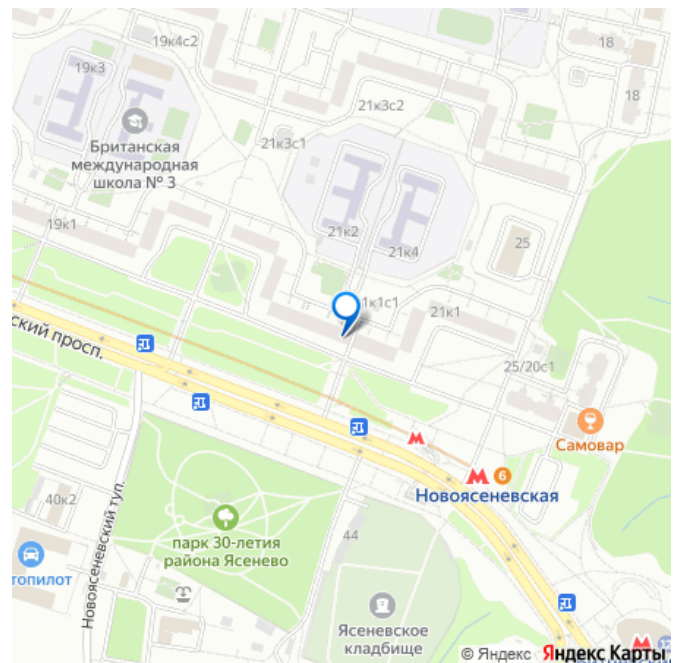 19к4с2
18
19к3
18
21к3с2
Британская
международная
школа № 3
21к3с1
19к1
21к2
21к4
25
1к1с1
21к1
ский просп.
25/20с1
Самовар
6
Новоясеневская
40к2
Новоясеневский туп.
44
парк 30-летия
района Ясенево
топилот
Ясеневское
кладбище
© Яндекс Яндекс Карты